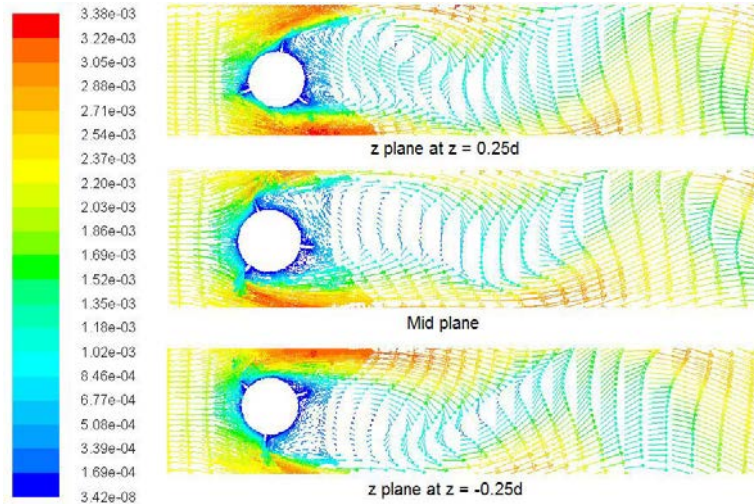 3.38e-03
3.22e-03
3.05e-03
2.88e-03
2.71e-03
2.54e-03
2.37e-03
2.20e-03
2.03e-03
1.86e-03
1.69e-03
1.52e-03
1.35e-03
1.18e-03
1.02e-03
8.46e-04
6.77e-04
5.08e-04
3.39e-04
1.69e-04
3.42e-08
z plane at z = 0.25d
Mid plane
z plane at z = -0.25d